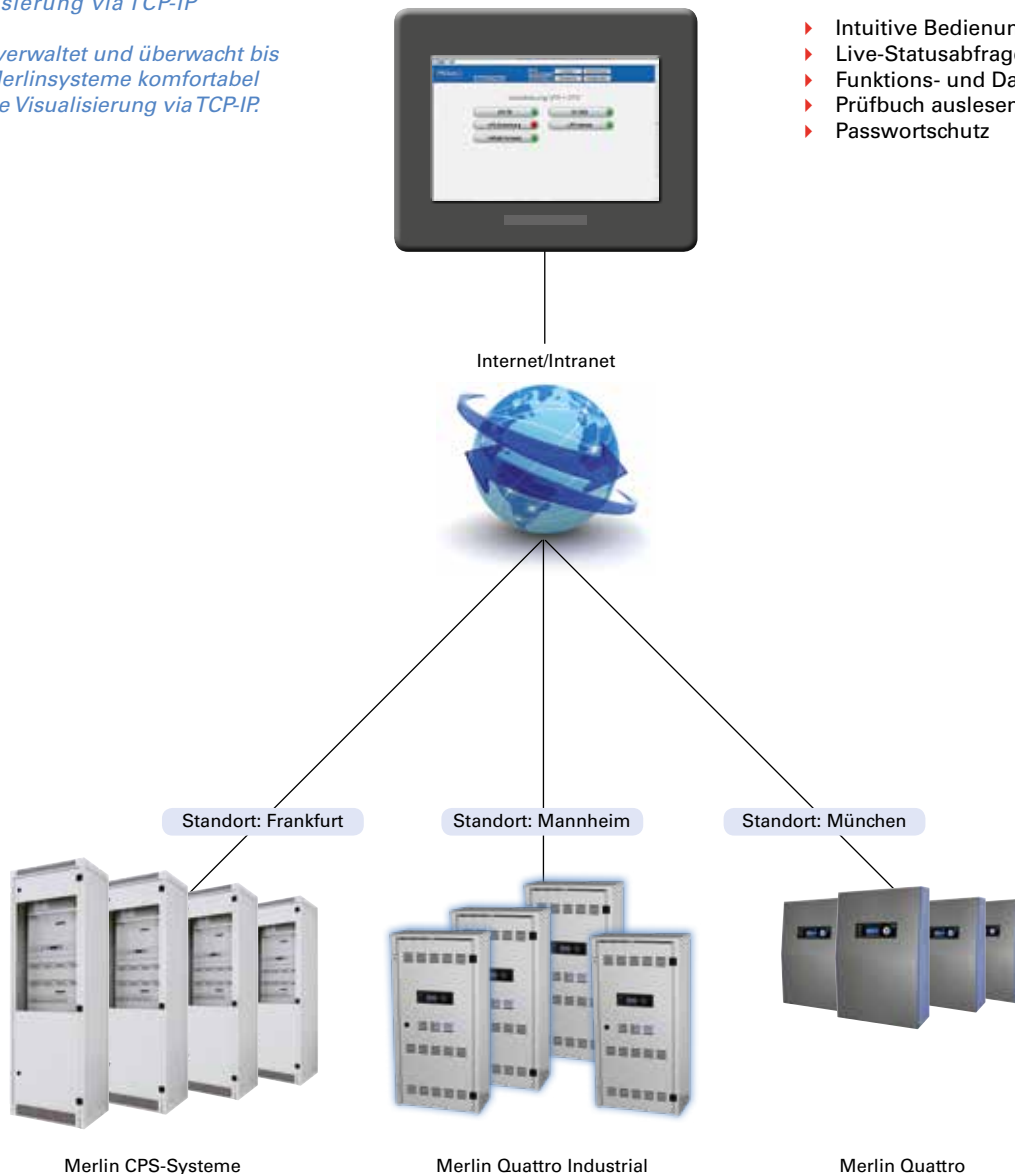 sierung via TCP-IP
verwaltet und überwacht bis
erlinsysteme komfortabel
e Visualisierung via TCP-IP.
Intuitive Bedienun
Live-Statusabfrage
Funktions- und Da
Prüfbuch auslesen
Passwortschutz
Internet/Intranet
Standort: Frankfurt
Standort: Mannheim
Standort: München
Merlin CPS-Systeme
Merlin Quattro Industrial
Merlin Quattro